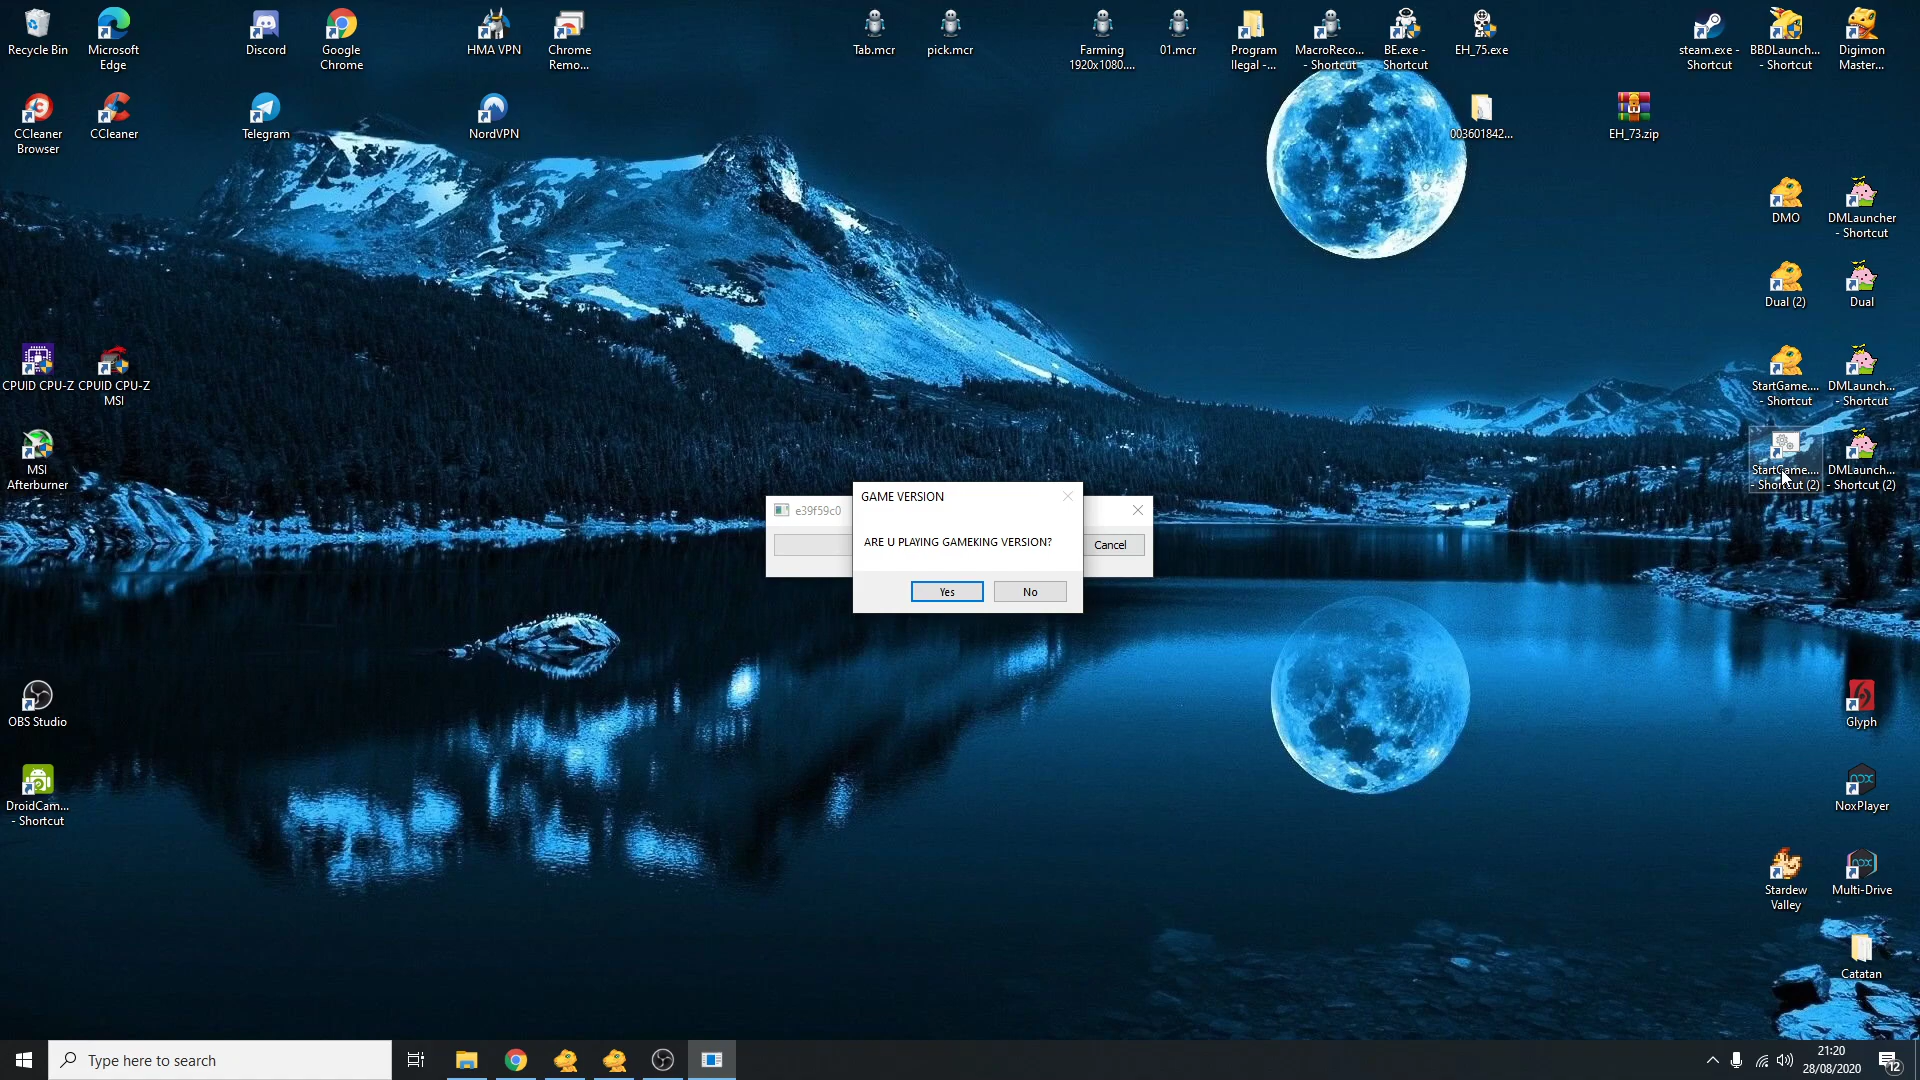 Recycle Bin
Microsoft
Edge
Discord
Google
Chrome
HMA VPN
Chrome
Remo...
Tab.mcr
pick.mcr
Farming
1920x1080....
01.mcr
Program
Ilegal -...
MacroReco...
- Shortcut
BE.exe -
Shortcut
EH_75.exe
steam.exe -
Shortcut
BBDLaunch...
- Shortcut
Digimon
Master...
CCleaner
Browser
CCleaner
Telegram
NordVPN
003601842...
EH_73.zip
DMO
DMLauncher
- Shortcut
Dual (2)
Dual
CPUID CPU-Z
CPUID CPU-Z
MSI
StartGame....
- Shortcut
DMLaunch...
- Shortcut
MSI
Afterburner
StartGame....
- Shortcut (2)
DMLaunch...
- Shortcut (2)
GAME VERSION
e39f59c0
ARE U PLAYING GAMEKING VERSION?
Cancel
Yes
No
OBS Studio
Glyph
DroidCam...
- Shortcut
NoxPlayer
Stardew
Valley
Multi-Drive
Catatan
Type here to search
21:20
28/08/2020
12